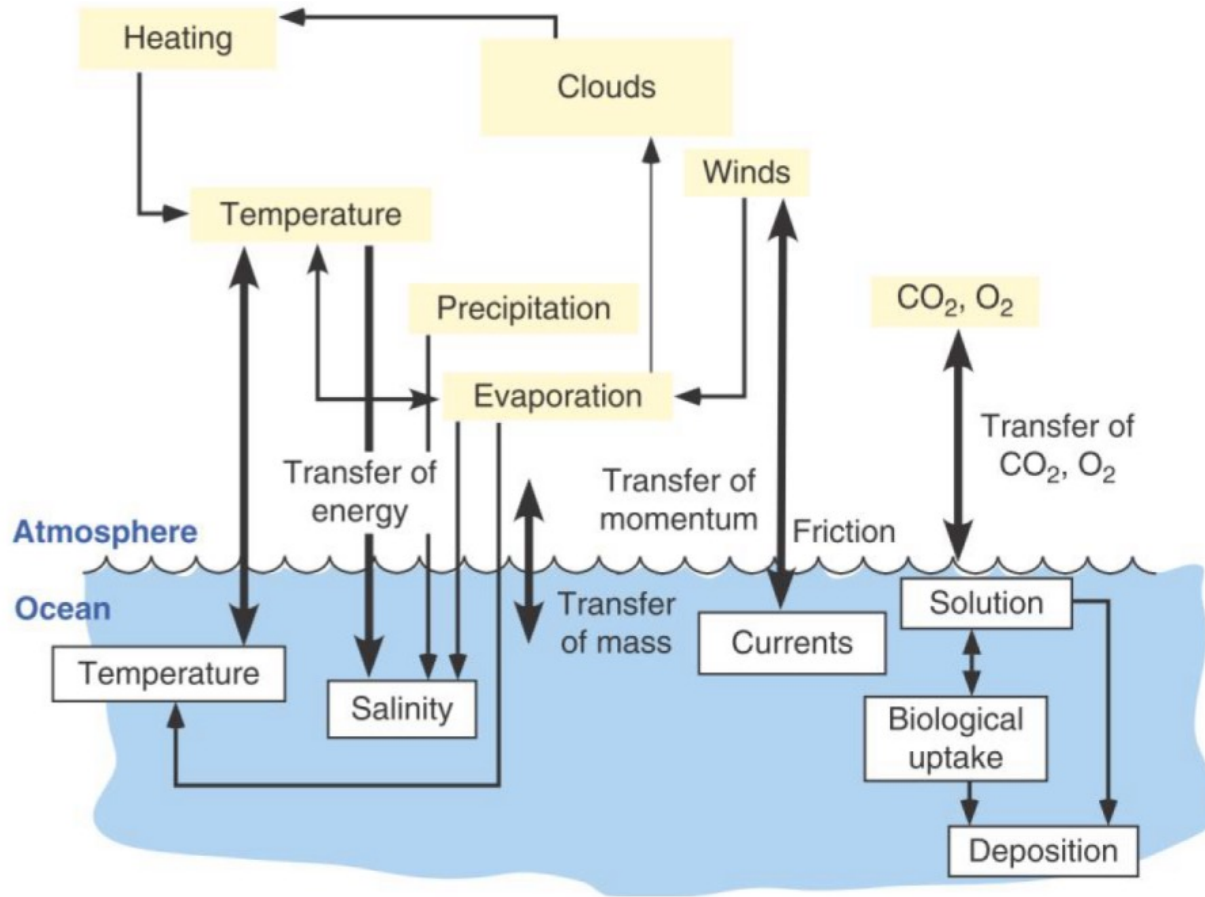 Heating
Clouds
Winds
Temperature
Precipitation
CO₂, O₂
Evaporation
Transfer of
energy
Transfer of
momentum
Friction
Transfer of
CO₂, O₂
Atmosphere
Ocean
Transfer
of mass
Solution
Temperature
Salinity
Currents
Biological
uptake
Deposition